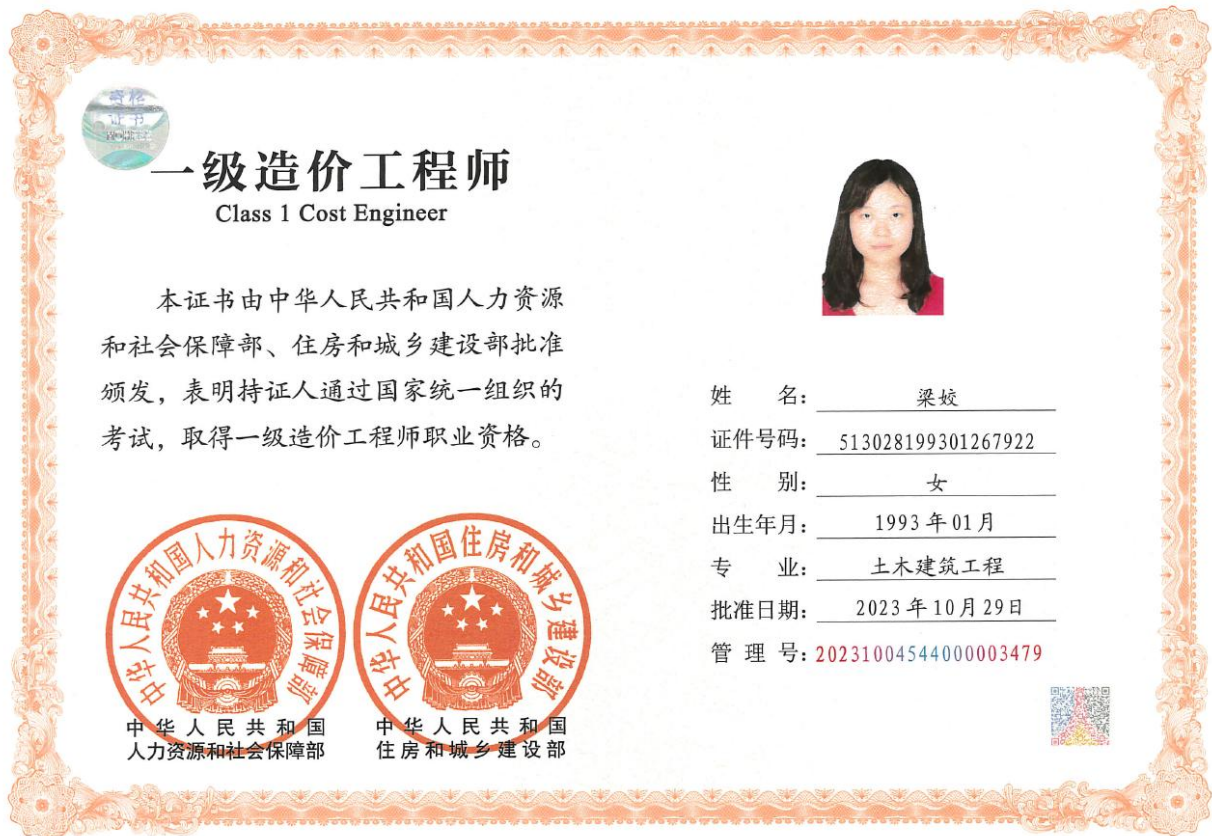 资格
证书
一级造价工程师
Class 1 Cost Engineer
本证书由中华人民共和国人力资源
和社会保障部、住房和城乡建设部批准
颁发，表明持证人通过国家统一组织的
考试，取得一级造价工程师职业资格。
中华人民共和国人力资源和社会保障部
中华人民共和国
人力资源和社会保障部
中华人民共和国住房和城乡建设部
中华人民共和国
住房和城乡建设部
姓 名：梁姣
证件号码：513028199301267922
性 别：女
出生年月：1993年01月
专 业：土木建筑工程
批准日期：2023年10月29日
管 理 号：20231004544000003479